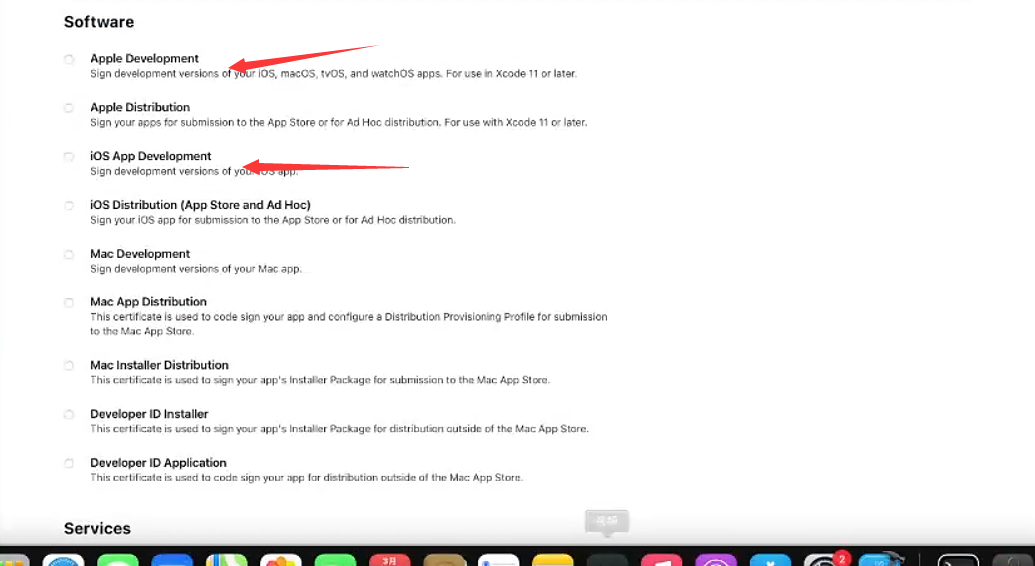 Software
Apple Development
Sign development versions of your iOS, macOS, tvOS, and watchOS apps. For use in Xcode 11 or later.
Apple Distribution
Sign your apps for submission to the App Store or for Ad Hoc distribution. For use with Xcode 11 or later.
iOS App Development
Sign development versions of your iOS app.
iOS Distribution (App Store and Ad Hoc)
Sign your iOS app for submission to the App Store or for Ad Hoc distribution.
Mac Development
Sign development versions of your Mac app.
Mac App Distribution
This certificate is used to code sign your app and configure a Distribution Provisioning Profile for submission
to the Mac App Store.
Mac Installer Distribution
This certificate is used to sign your app's Installer Package for submission to the Mac App Store.
Developer ID Installer
This certificate is used to sign your app's Installer Package for distribution outside of the Mac App Store.
Developer ID Application
This certificate is used to code sign your app for distribution outside of the Mac App Store.
Services
3月
2